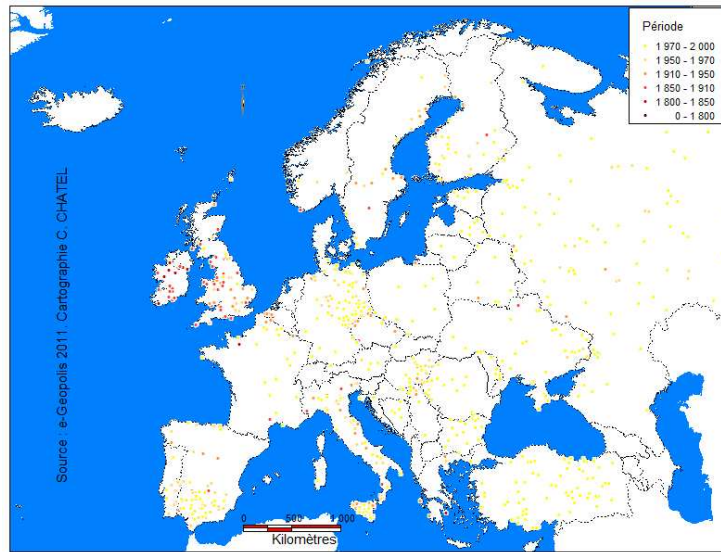 Période
1 970 - 2 000
1 950 - 1 970
1 910 - 1 950
1 850 - 1 910
1 800 - 1 850
0 - 1 800
Source : e-Geopolis 2011. Cartographie C. CHATEL
0 500 1 000
Kilomètres